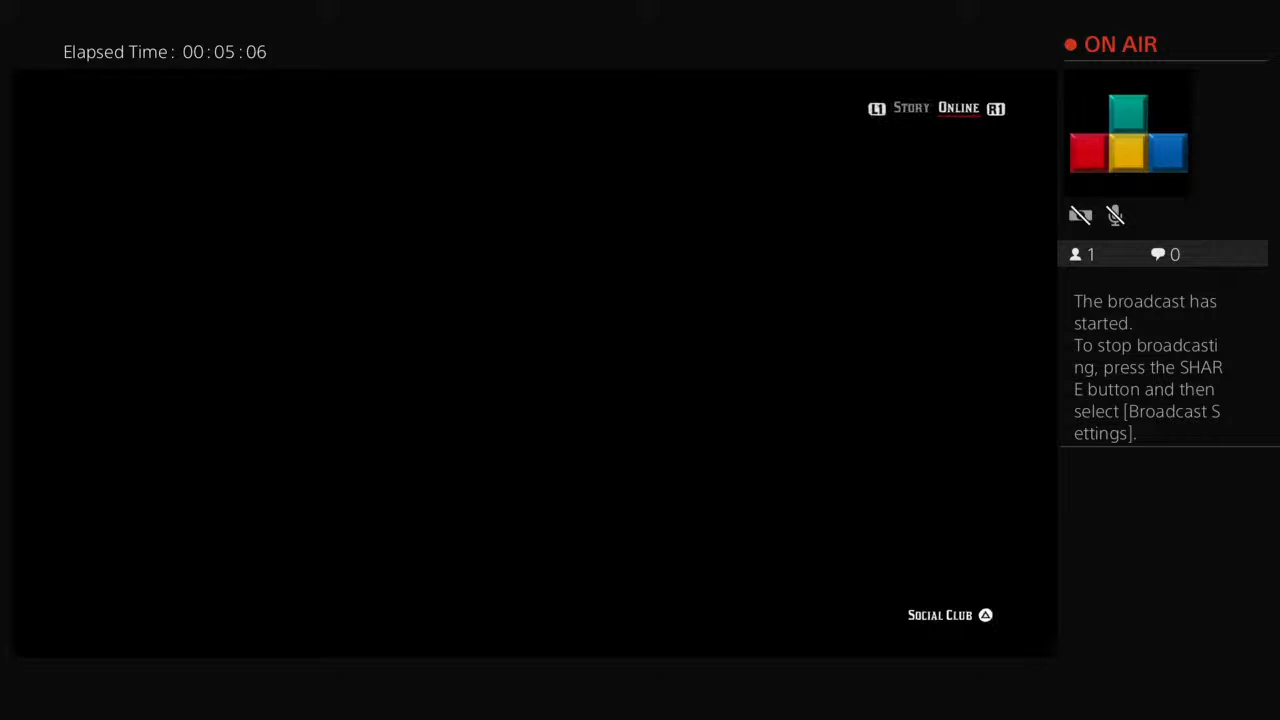 Elapsed Time: 00:05:06
ON AIR
L1 STORY ONLINE R1
1 0
The broadcast has
started.
To stop broadcasti
ng, press the SHAR
E button and then
select [Broadcast S
ettings].
SOCIAL CLUB